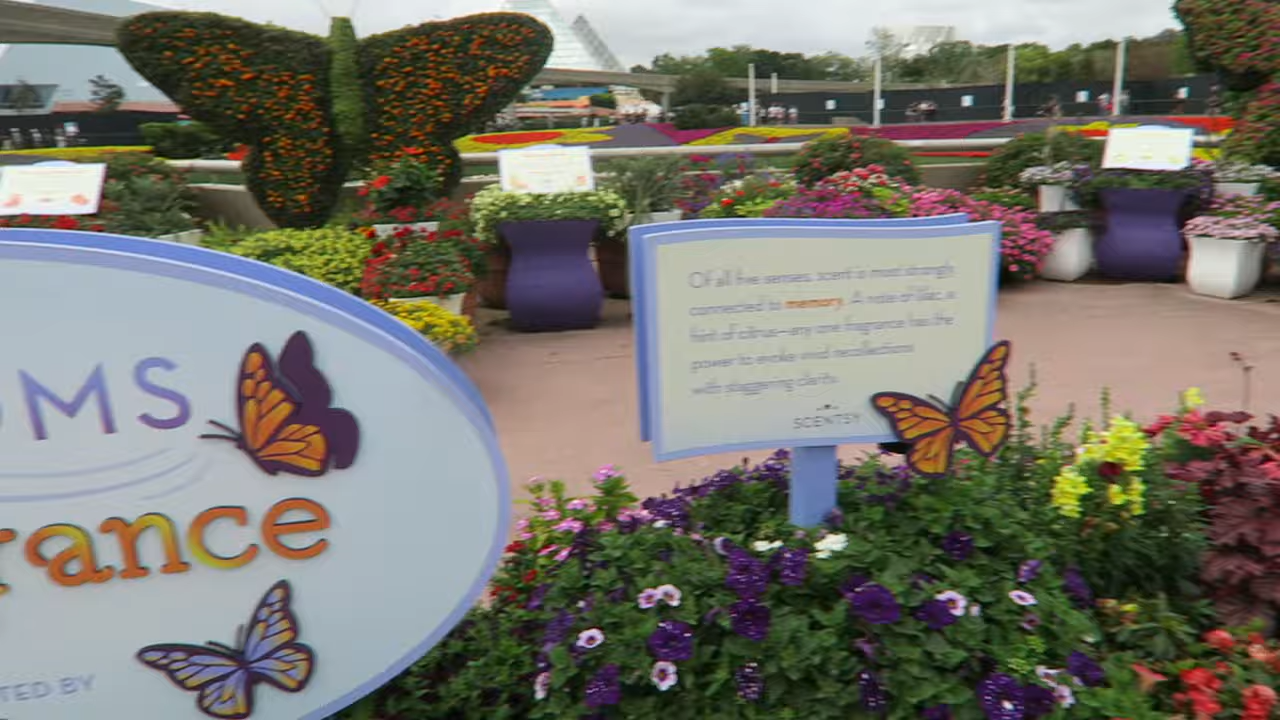 OMS
rance
TED BY
Of all five senses, scent is most strongly
connected to memory. A note of lilac, a
hint of citrus—any one fragrance has the
power to evoke vivid recollections
with staggering clarity.
SCENTSY